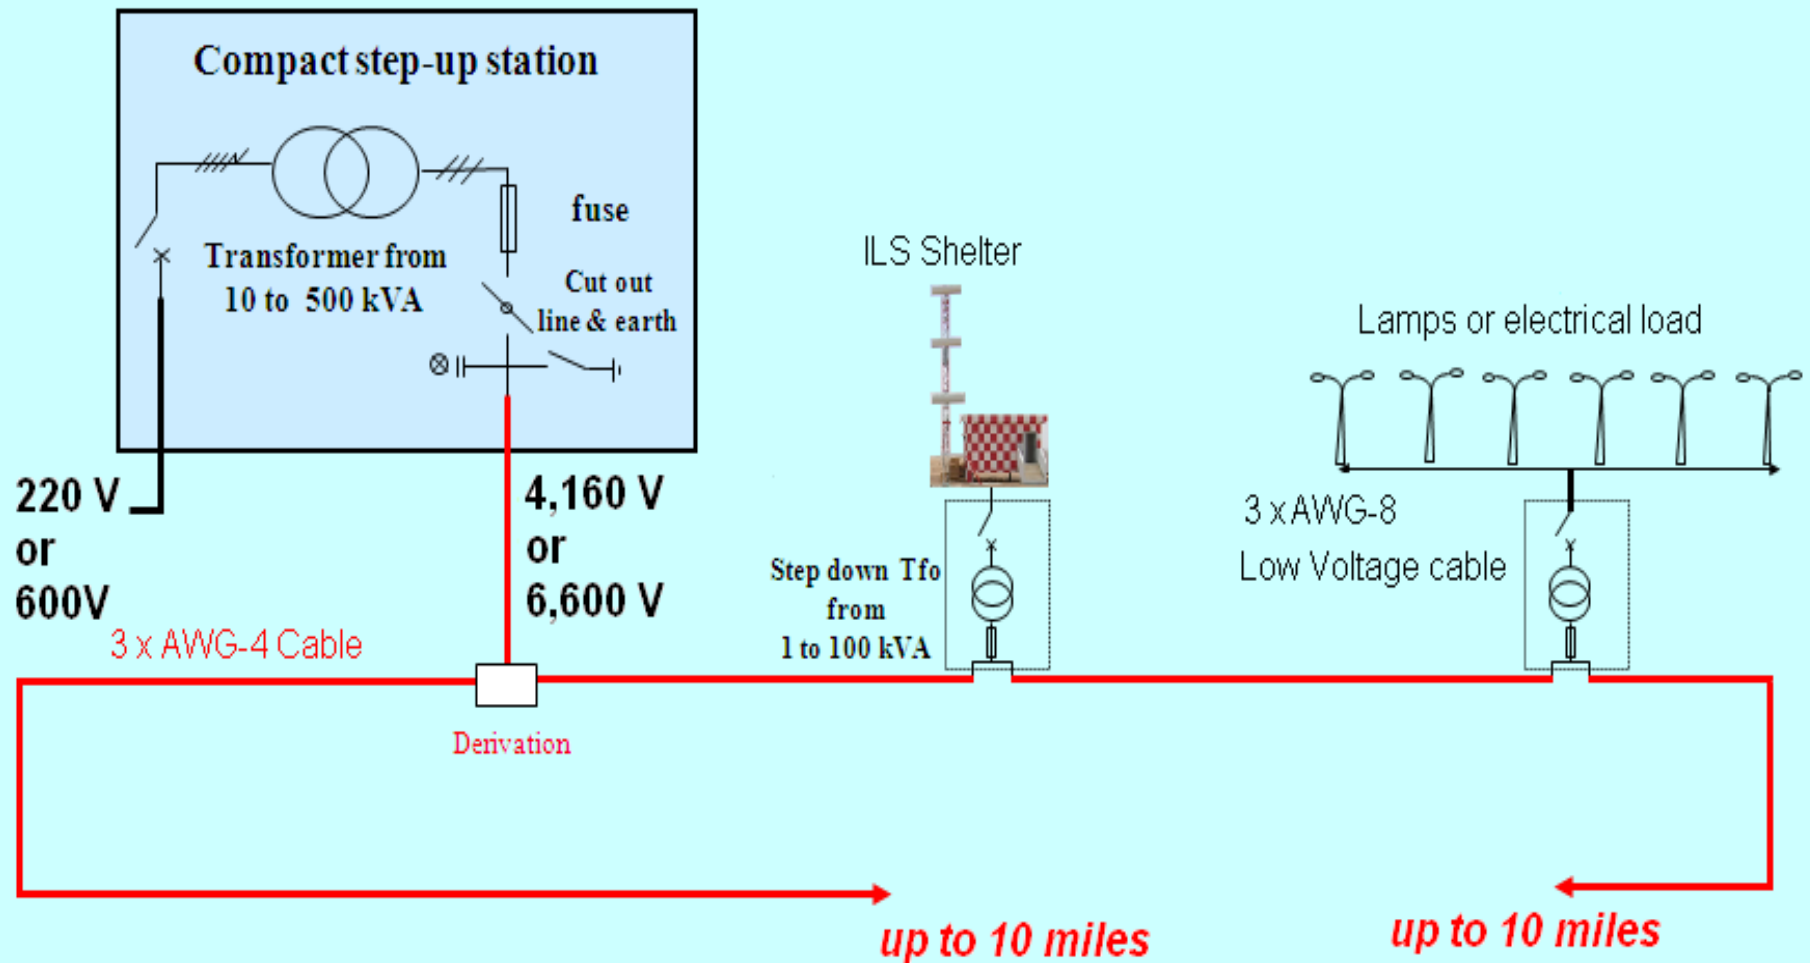 Compact step-up station
fuse
Transformer from
10 to 500 kVA
Cut out
line & earth
ILS Shelter
Lamps or electrical load
220 V
or
600V
4,160 V
or
6,600 V
3 x AWG-8
Low Voltage cable
Step down Tfo
from
1 to 100 kVA
3 x AWG-4 Cable
Derivation
up to 10 miles
up to 10 miles